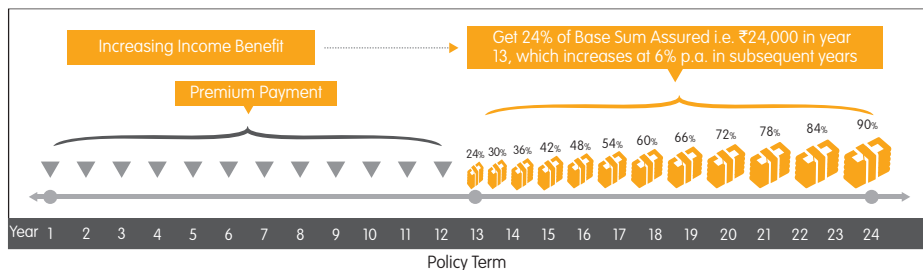 Increasing Income Benefit
Get 24% of Base Sum Assured i.e. ₹24,000 in year
13, which increases at 6% p.a. in subsequent years
Premium Payment
24% 30% 36% 42% 48% 54% 60% 66% 72% 78% 84% 90%
Year 1 2 3 4 5 6 7 8 9 10 11 12 13 14 15 16 17 18 19 20 21 22 23 24
Policy Term